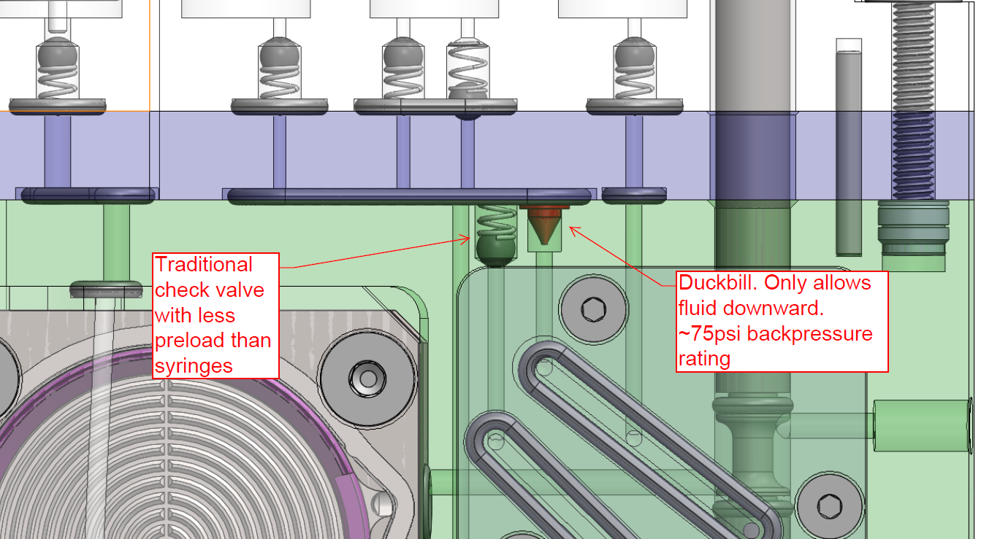 Traditional
check valve
with less
preload than
syringes
Duckbill. Only allows
fluid downward.
~75psi backpressure
rating